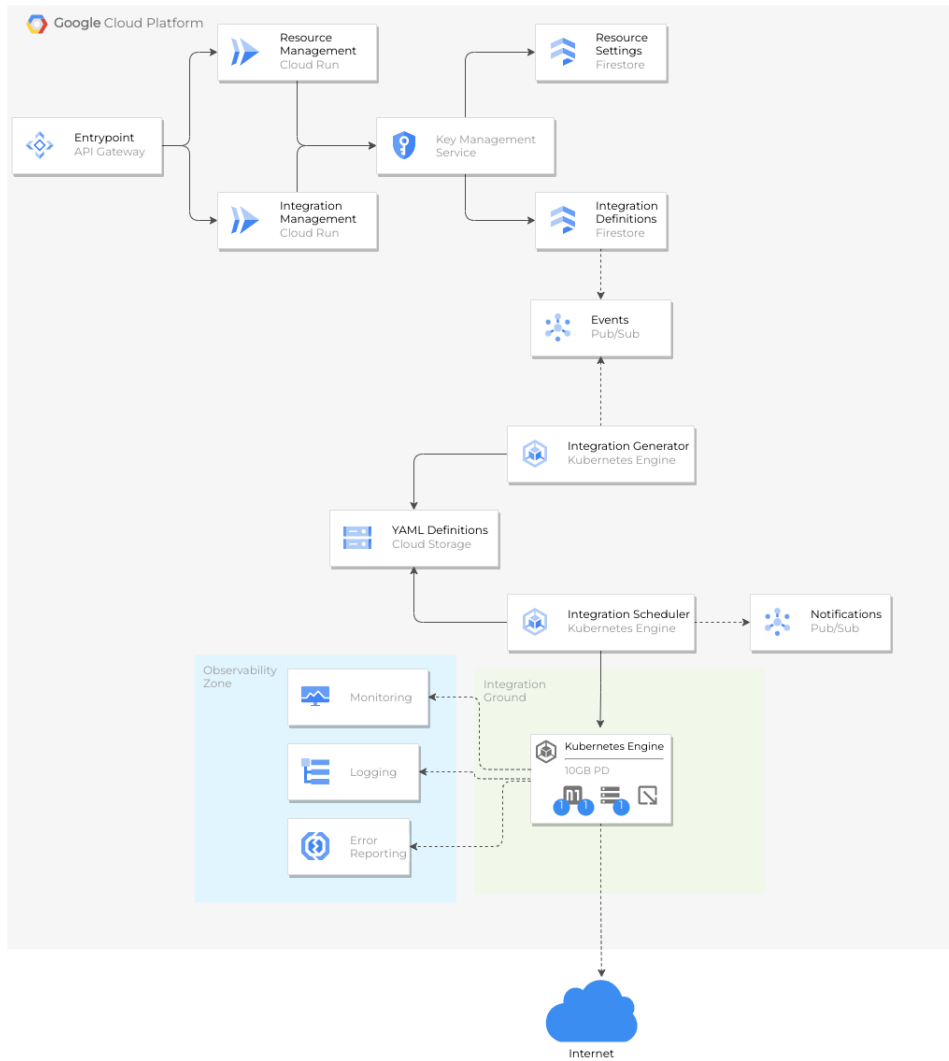 Google Cloud Platform
Resource
Management
Cloud Run
Resource
Settings
Firestore
Entrypoint
API Gateway
Key Management
Service
Integration
Management
Cloud Run
Integration
Definitions
Firestore
Events
Pub/Sub
Integration Generator
Kubernetes Engine
YAML Definitions
Cloud Storage
Integration Scheduler
Kubernetes Engine
Notifications
Pub/Sub
Observability
Zone
Monitoring
Logging
Error
Reporting
Integration
Ground
Kubernetes Engine
10GB PD
n1
1 1 1
Internet